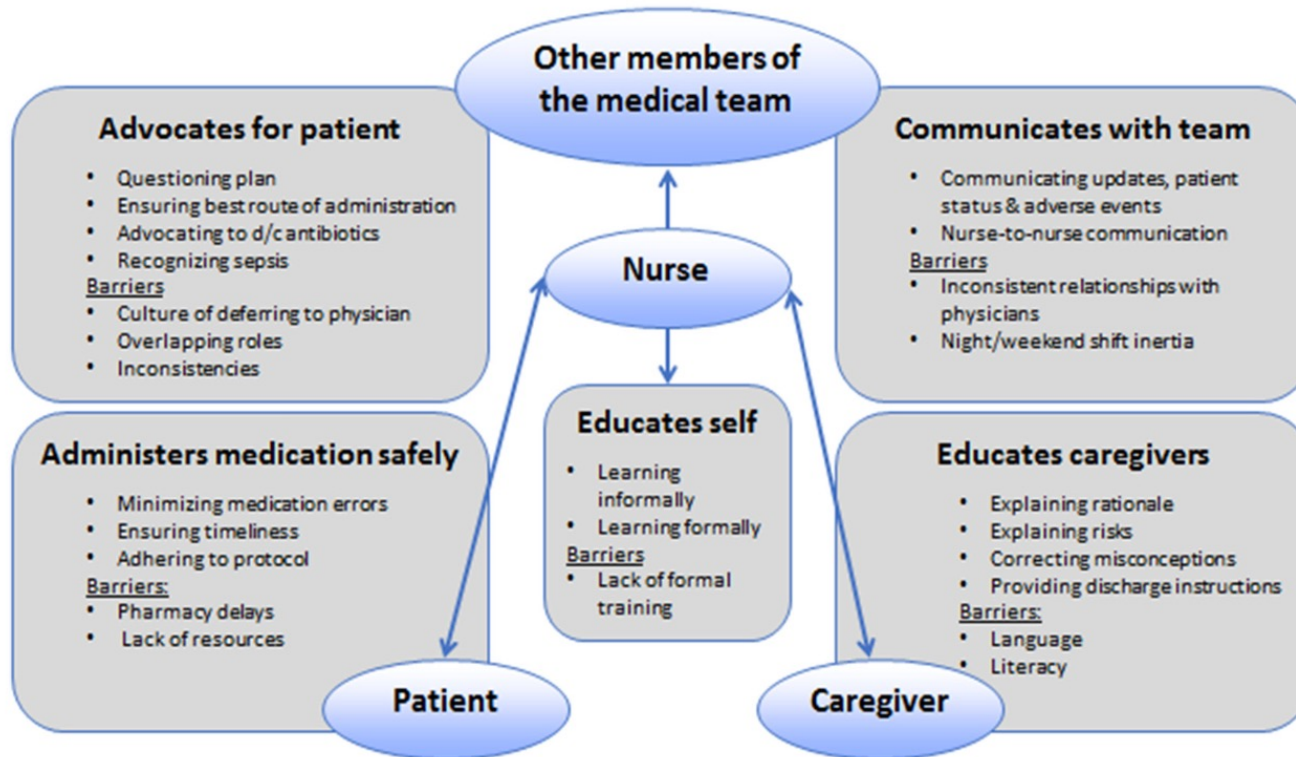 Other members of
the medical team
Advocates for patient
• Questioning plan
• Ensuring best route of administration
• Advocating to d/c antibiotics
• Recognizing sepsis
Barriers
• Culture of deferring to physician
• Overlapping roles
• Inconsistencies
Communicates with team
• Communicating updates, patient
status & adverse events
• Nurse-to-nurse communication
Barriers
• Inconsistent relationships with
physicians
• Night/weekend shift inertia
Nurse
Administers medication safely
• Minimizing medication errors
• Ensuring timeliness
• Adhering to protocol
Barriers:
• Pharmacy delays
• Lack of resources
Educates self
• Learning
informally
• Learning formally
Barriers
• Lack of formal
training
Educates caregivers
• Explaining rationale
• Explaining risks
• Correcting misconceptions
• Providing discharge instructions
Barriers:
• Language
• Literacy
Patient
Caregiver